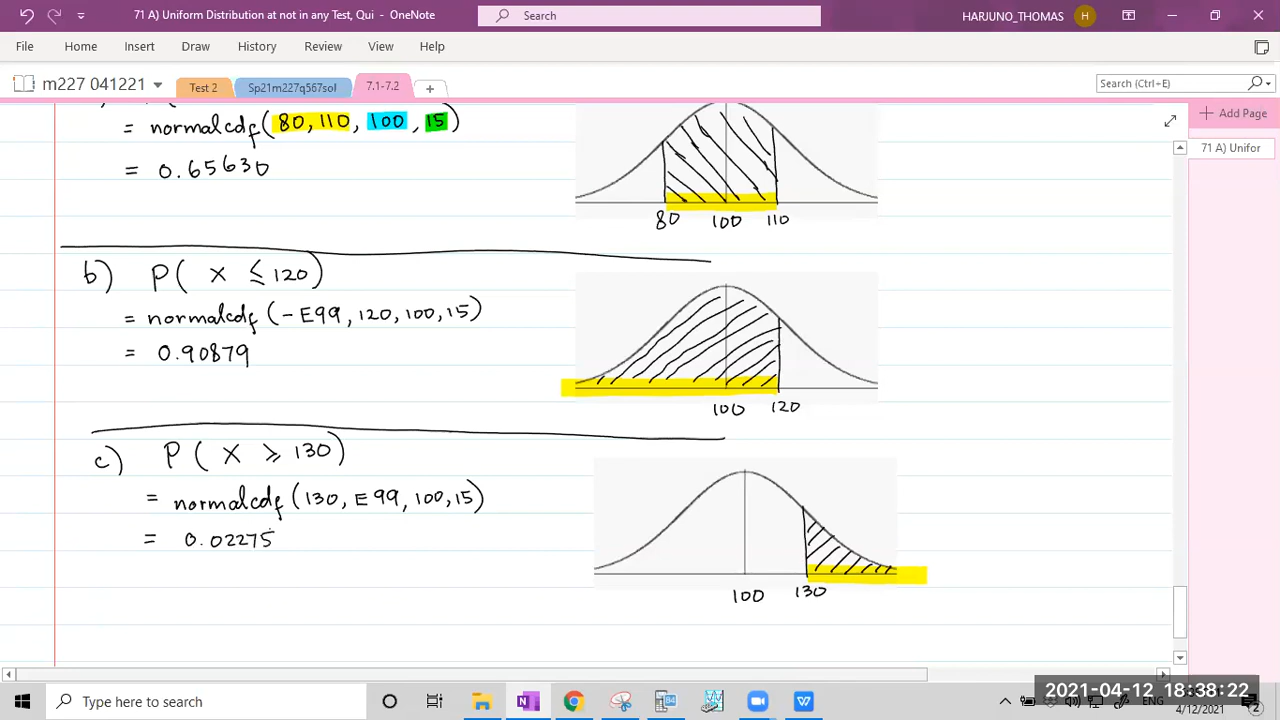 71 A) Uniform Distribution at not in any Test, Qui - OneNote
Search
HARJUNO_THOMAS
H
File Home Insert Draw History Review View Help
m227 041221
Test 2
Sp21m227q567sol
7.1-7.2
Search (Ctrl+E)
Add Page
71 A) Unifor
= normalcdf(80, 110, 100, 15)
= 0.65630
80 100 110
b) P( X ≤ 120)
= normalcdf (-E99, 120, 100, 15)
= 0.90879
100 120
c) P( X ≥ 130)
= normalcdf (130, E99, 100, 15)
= 0.02275
100 130
Type here to search
2021-04-12 18:38:22
4/12/2021